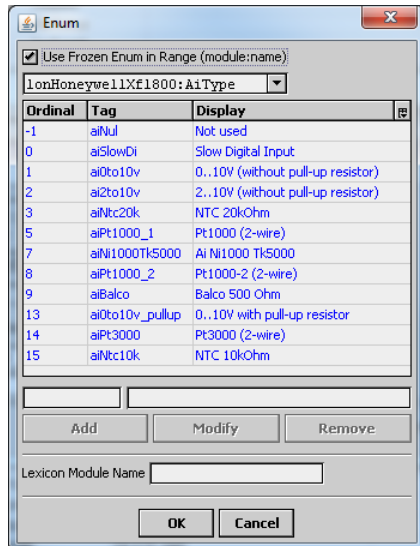 Enum
Use Frozen Enum in Range (module:name)
lonHoneywellXfl800:AiType
Ordinal Tag Display
-1 aiNul Not used
0 aiSlowDi Slow Digital Input
1 ai0to10v 0..10V (without pull-up resistor)
2 ai2to10v 2..10V (without pull-up resistor)
3 aiNtc20k NTC 20kOhm
5 aiPt1000_1 Pt1000 (2-wire)
7 aiNi1000Tk5000 Ai Ni1000 Tk5000
8 aiPt1000_2 Pt1000-2 (2-wire)
9 aiBalco Balco 500 Ohm
13 ai0to10v_pullup 0..10V with pull-up resistor
14 aiPt3000 Pt3000 (2-wire)
15 aiNtc10k NTC 10kOhm
Add Modify Remove
Lexicon Module Name
OK Cancel